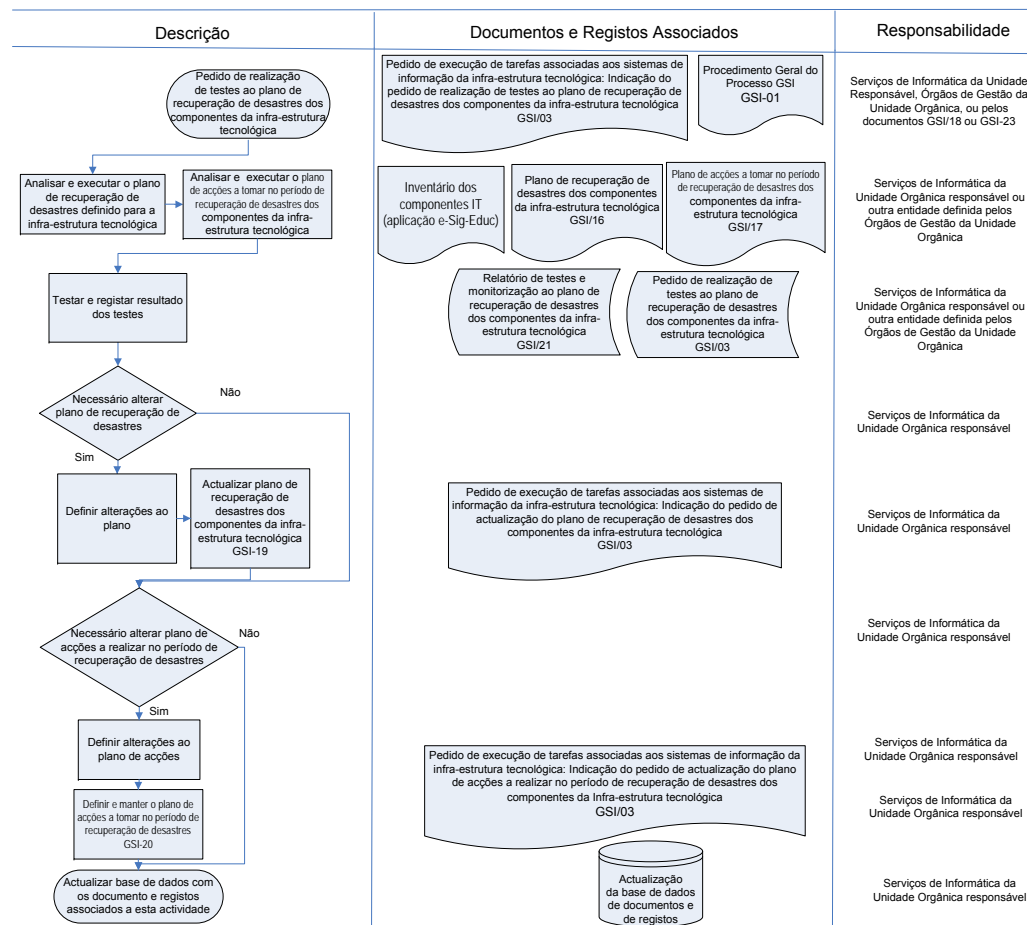 Descrição
Documentos e Registos Associados
Responsabilidade
Pedido de realização
de testes ao plano de
recuperação de desastres dos
componentes da infra-estrutura
tecnológica
Pedido de execução de tarefas associadas aos sistemas de
informação da infra-estrutura tecnológica: Indicação do
pedido de realização de testes ao plano de recuperação de
desastres dos componentes da infra-estrutura tecnológica
GSI/03
Procedimento Geral do
Processo GSI
GSI-01
Serviços de Informática da Unidade
Responsável, Órgãos de Gestão da
Unidade Orgânica, ou pelos
documentos GSI/18 ou GSI-23
Analisar e executar o plano
de recuperação de
desastres definido para a
infra-estrutura tecnológica
Analisar e executar o plano
de acções a tomar no período de
recuperação de desastres dos
componentes da infra-
estrutura tecnológica
Inventário dos
componentes IT
(aplicação e-Sig-Educ)
Plano de recuperação de
desastres dos componentes
da infra-estrutura tecnológica
GSI/16
Plano de acções a tomar no período
de recuperação de desastres dos
componentes da infra-
estrutura tecnológica
GSI/17
Serviços de Informática da
Unidade Orgânica responsável ou
outra entidade definida pelos
Órgãos de Gestão da Unidade
Orgânica
Testar e registar resultado
dos testes
Relatório de testes e
monitorização ao plano de
recuperação de desastres
dos componentes da infra-
estrutura tecnológica
GSI/21
Pedido de realização de
testes ao plano de
recuperação de desastres
dos componentes da infra-
estrutura tecnológica
GSI/03
Serviços de Informática da
Unidade Orgânica responsável ou
outra entidade definida pelos
Órgãos de Gestão da Unidade
Orgânica
Necessário alterar
plano de recuperação de
desastres
Não
Sim
Serviços de Informática da
Unidade Orgânica responsável
Definir alterações ao
plano
Actualizar plano de
recuperação de
desastres dos
componentes da infra-
estrutura tecnológica
GSI-19
Pedido de execução de tarefas associadas aos sistemas de
informação da infra-estrutura tecnológica: Indicação do pedido de
actualização do plano de recuperação de desastres dos
componentes da infra-estrutura tecnológica
GSI/03
Serviços de Informática da
Unidade Orgânica responsável
Necessário alterar plano de
acções a realizar no período de
recuperação de desastres
Não
Sim
Serviços de Informática da
Unidade Orgânica responsável
Definir alterações ao
plano de acções
Serviços de Informática da
Unidade Orgânica responsável
Pedido de execução de tarefas associadas aos sistemas de informação da
infra-estrutura tecnológica: Indicação do pedido de actualização do plano
de acções a realizar no período de recuperação de desastres dos
componentes da Infra-estrutura tecnológica
GSI/03
Definir e manter o plano de
acções a tomar no período de
recuperação de desastres
GSI-20
Serviços de Informática da
Unidade Orgânica responsável
Actualizar base de dados com
os documento e registos
associados a esta actividade
Actualização
da base de dados
de documentos e
de registos
Serviços de Informática da
Unidade Orgânica responsável